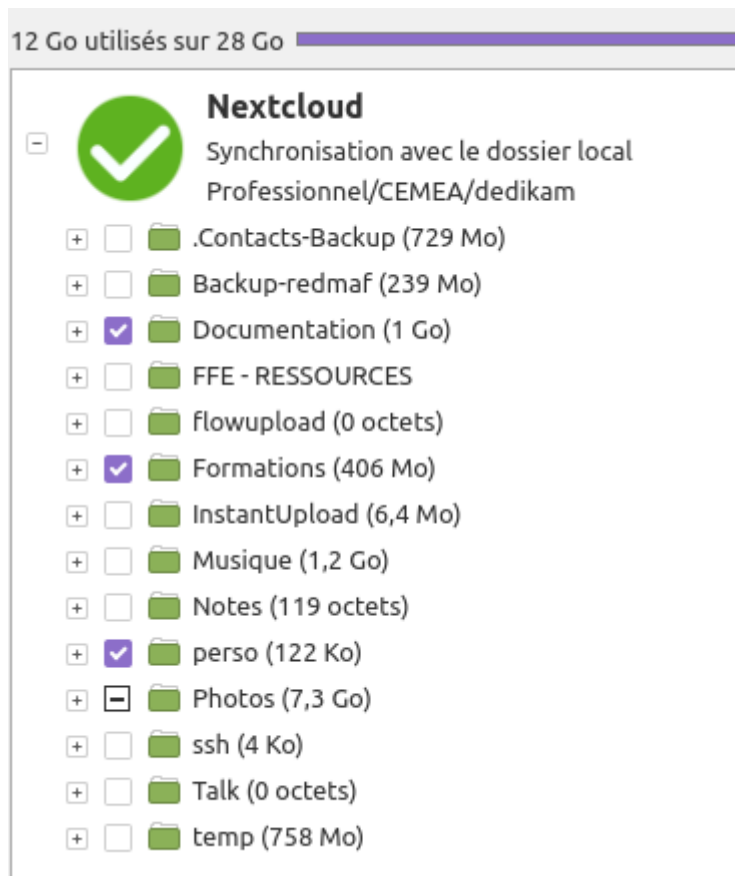 12 Go utilisés sur 28 Go
Nextcloud
Synchronisation avec le dossier local
Professionnel/CEMEA/dedikam
.Contacts-Backup (729 Mo)
Backup-redmaf (239 Mo)
Documentation (1 Go)
FFE - RESSOURCES
flowupload (0 octets)
Formations (406 Mo)
InstantUpload (6,4 Mo)
Musique (1,2 Go)
Notes (119 octets)
perso (122 Ko)
Photos (7,3 Go)
ssh (4 Ko)
Talk (0 octets)
temp (758 Mo)